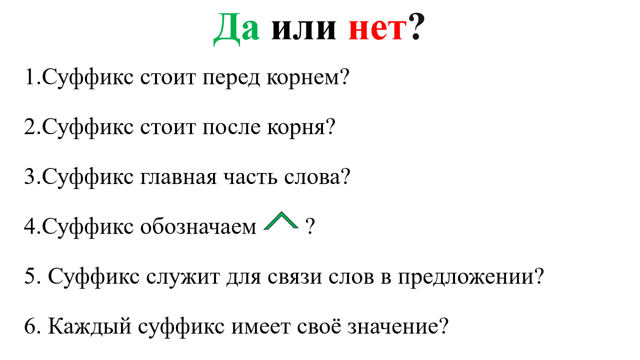 Да или нет?
1.Суффикс стоит перед корнем?
2.Суффикс стоит после корня?
3.Суффикс главная часть слова?
4.Суффикс обозначаем ?
5. Суффикс служит для связи слов в предложении?
6. Каждый суффикс имеет своё значение?